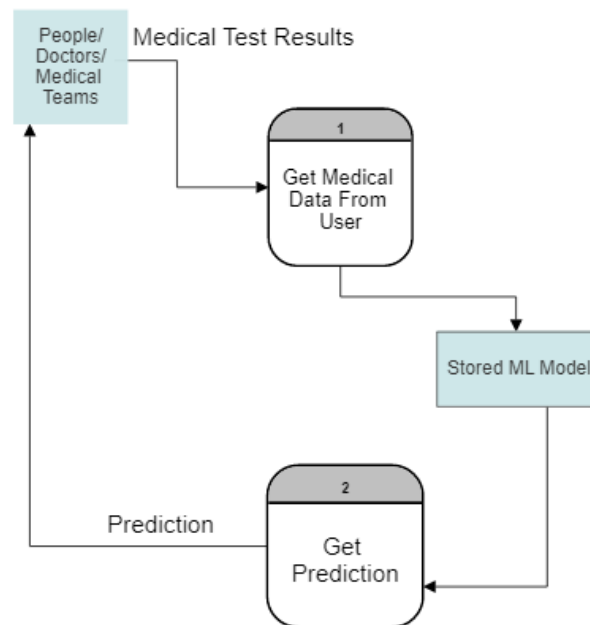 People/
Doctors/
Medical
Teams
Medical Test Results
1
Get Medical
Data From
User
Stored ML Model
2
Get
Prediction
Prediction